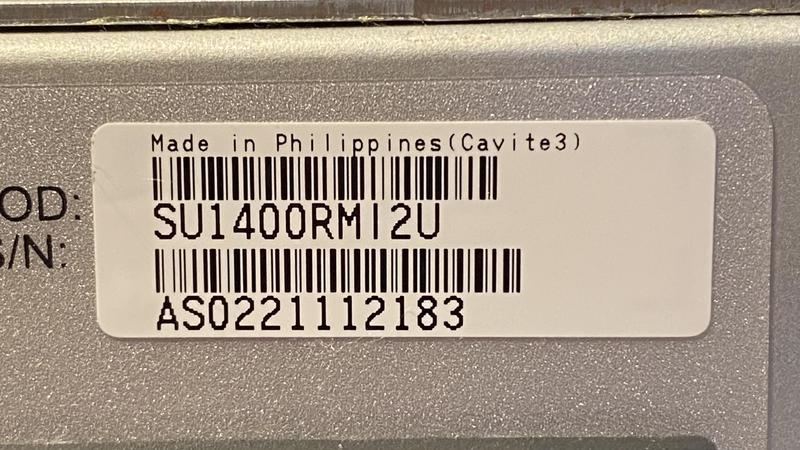 Made in Philippines(Cavite3)
OD:
SU1400RMI2U
S/N:
AS0221112183